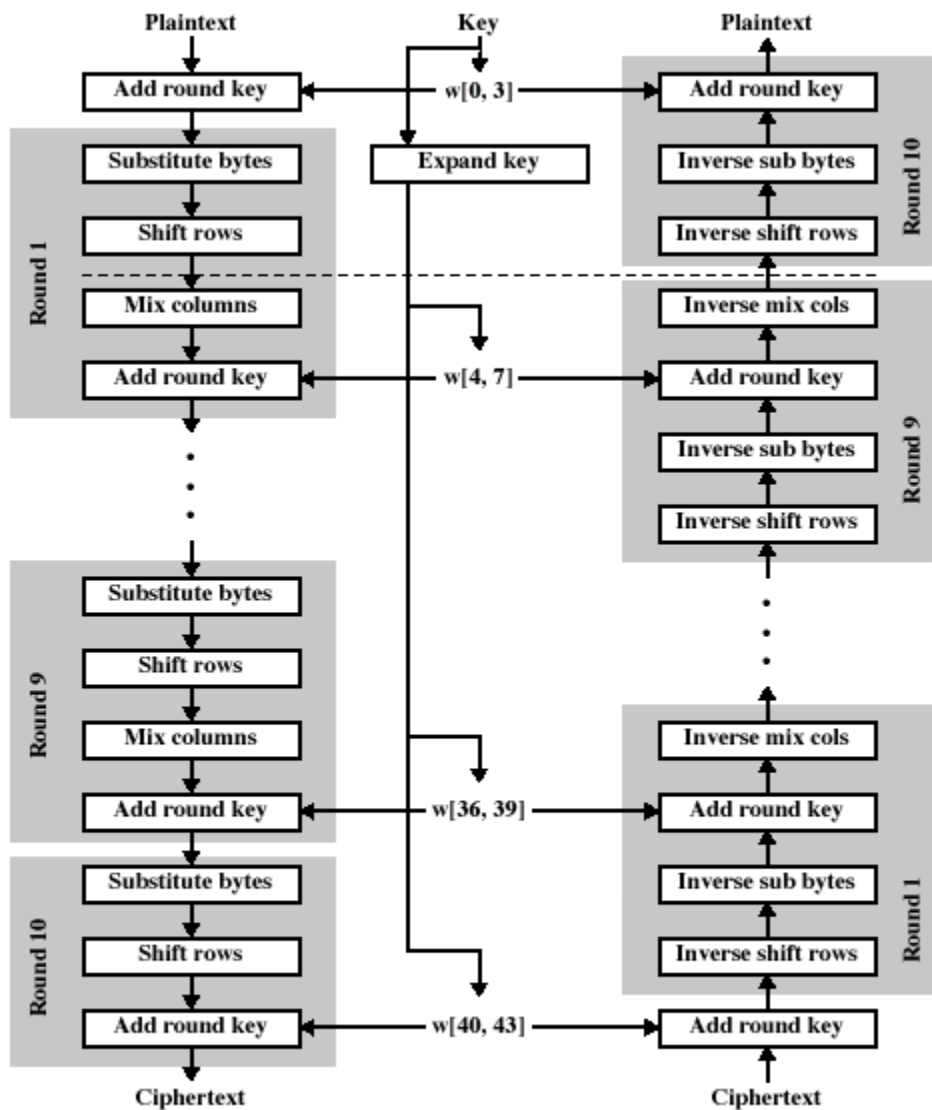 Plaintext
Key
Plaintext
Add round key
w[0, 3]
Add round key
Substitute bytes
Expand key
Inverse sub bytes
Round 10
Shift rows
Inverse shift rows
Round 1
Mix columns
Inverse mix cols
Add round key
w[4, 7]
Add round key
Inverse sub bytes
Round 9
Inverse shift rows
Substitute bytes
Shift rows
Round 9
Mix columns
Inverse mix cols
Add round key
w[36, 39]
Add round key
Substitute bytes
Inverse sub bytes
Round 1
Round 10
Shift rows
Inverse shift rows
Add round key
w[40, 43]
Add round key
Ciphertext
Ciphertext